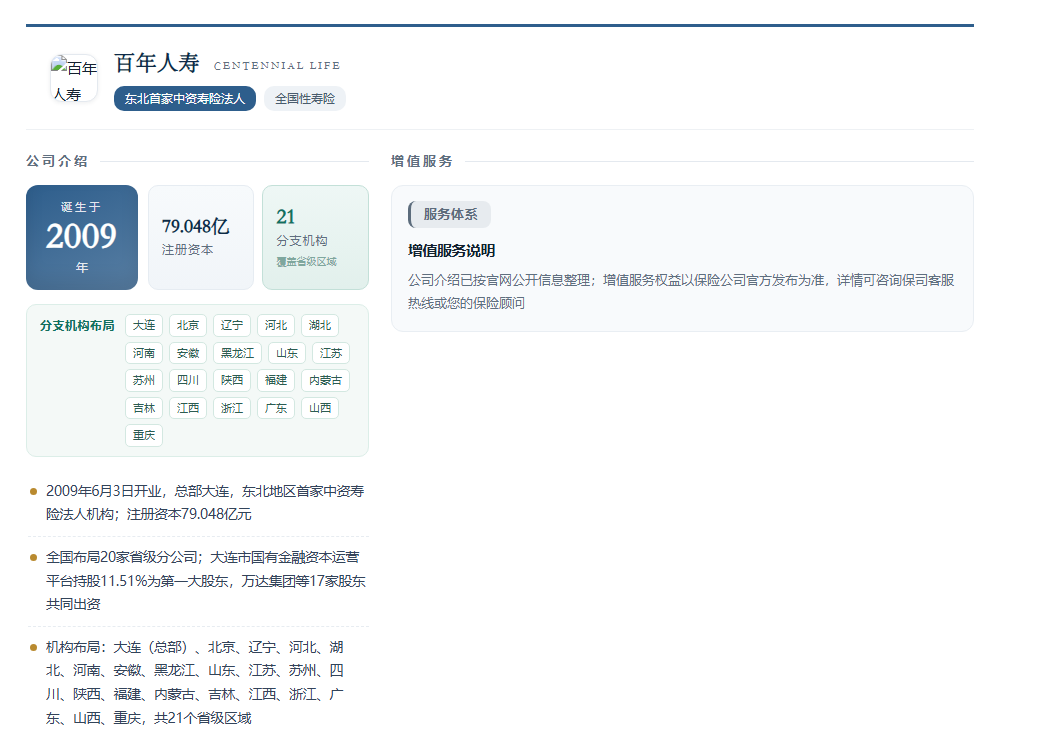 百年人寿
百年人寿 CENTENNIAL LIFE
东北首家中资寿险法人 全国性寿险
公司介绍
诞生于
2009
年
79.048亿
注册资本
21
分支机构
覆盖省级区域
分支机构布局
大连 北京 辽宁 河北 湖北
河南 安徽 黑龙江 山东 江苏
苏州 四川 陕西 福建 内蒙古
吉林 江西 浙江 广东 山西
重庆
2009年6月3日开业，总部大连，东北地区首家中资寿
险法人机构；注册资本79.048亿元
全国布局20家省级分公司；大连市国有金融资本运营
平台持股11.51%为第一大股东，万达集团等17家股东
共同出资
机构布局：大连（总部）、北京、辽宁、河北、湖
北、河南、安徽、黑龙江、山东、江苏、苏州、四
川、陕西、福建、内蒙古、吉林、江西、浙江、广
东、山西、重庆，共21个省级区域
增值服务
服务体系
增值服务说明
公司介绍已按官网公开信息整理；增值服务权益以保险公司官方发布为准，详情可咨询保司客服
热线或您的保险顾问